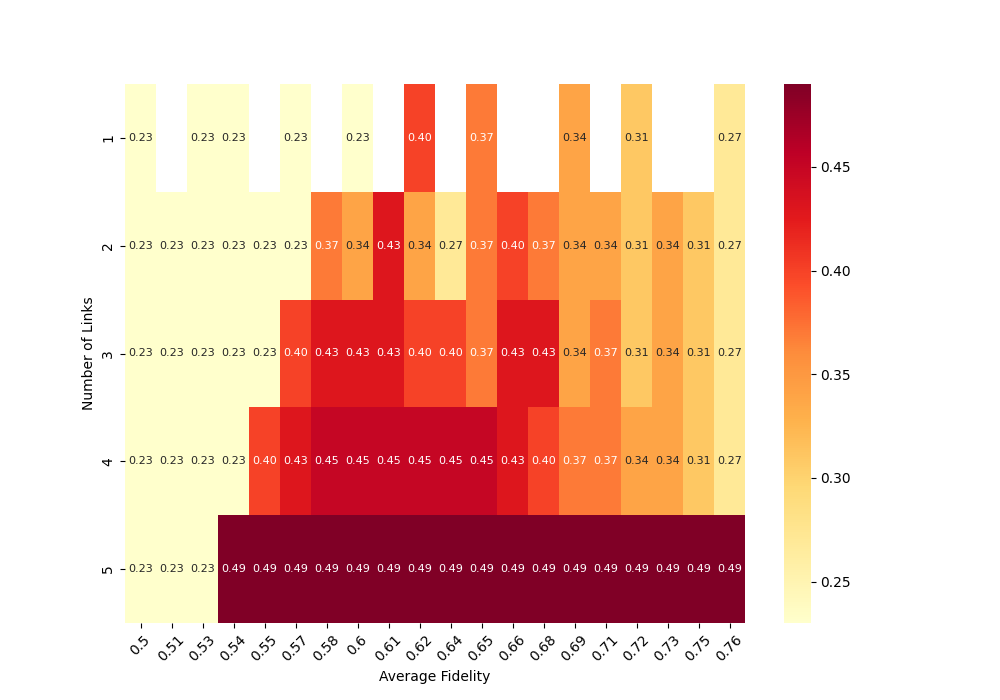 1 0.23 0.23 0.23 0.23 0.23 0.40 0.37 0.34 0.31 0.27
0.45
0.40
2 0.23 0.23 0.23 0.23 0.23 0.23 0.37 0.34 0.43 0.34 0.27 0.37 0.40 0.37 0.34 0.34 0.31 0.34 0.31 0.27
Number of Links
3 0.23 0.23 0.23 0.23 0.23 0.40 0.43 0.43 0.43 0.40 0.40 0.37 0.43 0.43 0.34 0.37 0.31 0.34 0.31 0.27
0.35
4 0.23 0.23 0.23 0.23 0.40 0.43 0.45 0.45 0.45 0.45 0.45 0.45 0.43 0.40 0.37 0.37 0.34 0.34 0.31 0.27
0.30
5 0.23 0.23 0.23 0.49 0.49 0.49 0.49 0.49 0.49 0.49 0.49 0.49 0.49 0.49 0.49 0.49 0.49 0.49 0.49 0.49
0.25
0.5 0.51 0.53 0.54 0.55 0.57 0.58 0.6 0.61 0.62 0.64 0.65 0.66 0.68 0.69 0.71 0.72 0.73 0.75 0.76
Average Fidelity